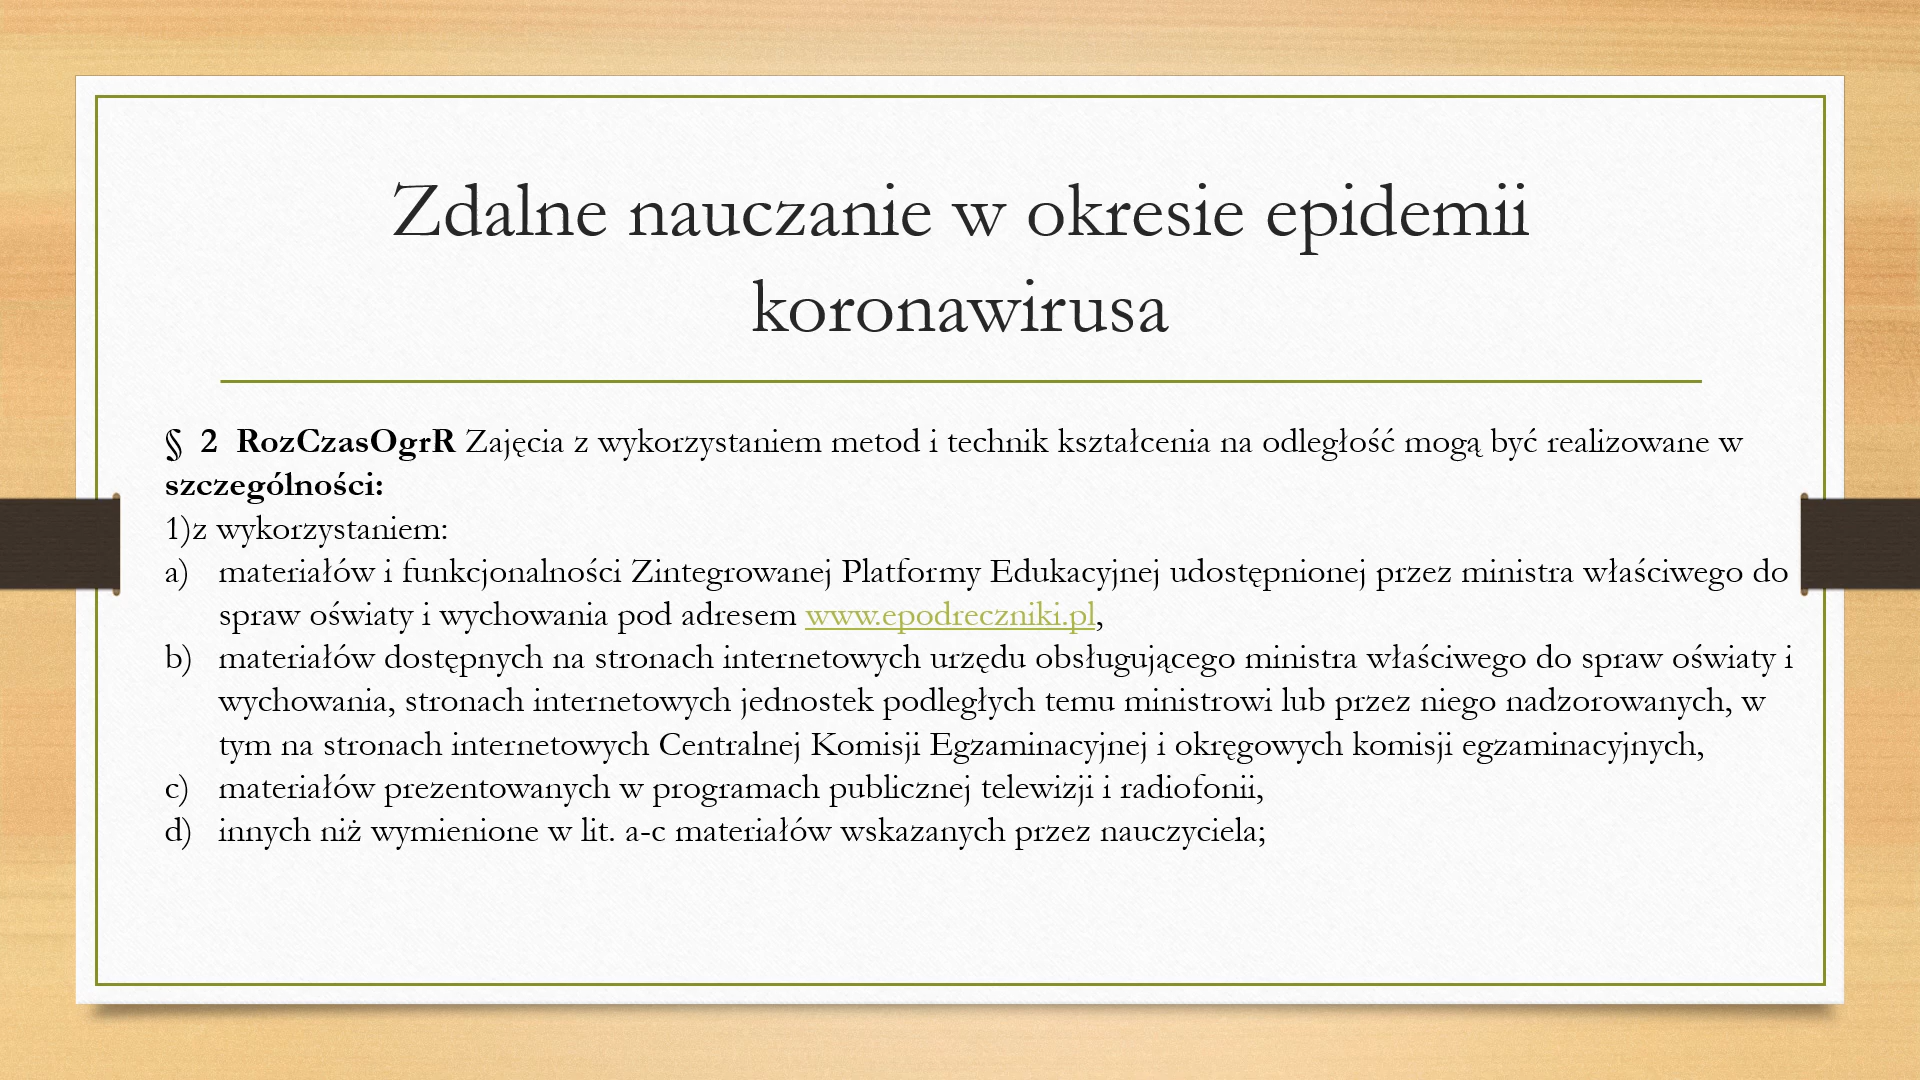 Zdalne nauczanie w okresie epidemii
koronawirusa
§ 2 RozCzasOgrR Zajęcia z wykorzystaniem metod i technik kształcenia na odległość mogą być realizowane w
szczególności:
1)z wykorzystaniem:
a) materiałów i funkcjonalności Zintegrowanej Platformy Edukacyjnej udostępnionej przez ministra właściwego do
spraw oświaty i wychowania pod adresem www.epodreczniki.pl,
b) materiałów dostępnych na stronach internetowych urzędu obsługującego ministra właściwego do spraw oświaty i
wychowania, stronach internetowych jednostek podległych temu ministrowi lub przez niego nadzorowanych, w
tym na stronach internetowych Centralnej Komisji Egzaminacyjnej i okręgowych komisji egzaminacyjnych,
c) materiałów prezentowanych w programach publicznej telewizji i radiofonii,
d) innych niż wymienione w lit. a-c materiałów wskazanych przez nauczyciela;